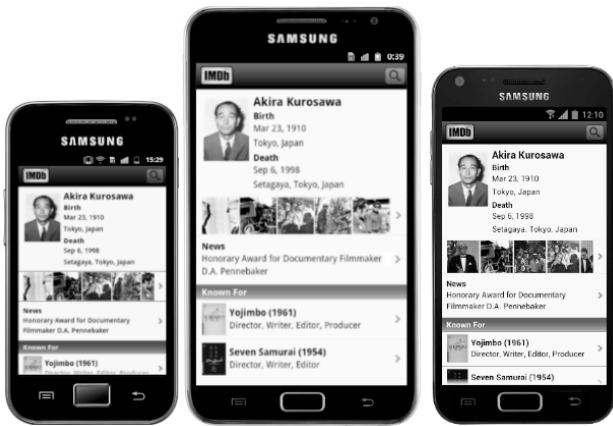 SAMSUNG
15:29
IMDb
Akira Kurosawa
Birth
Mar 23, 1910
Tokyo, Japan
Death
Sep 6, 1998
Setagaya, Tokyo, Japan
News
Honorary Award for Documentary
Filmmaker D.A. Pennebaker
Known For
Yojimbo (1961)
Director, Writer, Editor, Producer
SAMSUNG
0:39
IMDb
Akira Kurosawa
Birth
Mar 23, 1910
Tokyo, Japan
Death
Sep 6, 1998
Setagaya, Tokyo, Japan
News
Honorary Award for Documentary Filmmaker
D.A. Pennebaker
Known For
Yojimbo (1961)
Director, Writer, Editor, Producer
Seven Samurai (1954)
Director, Writer, Editor
SAMSUNG
12:10
IMDb
Akira Kurosawa
Birth
Mar 23, 1910
Tokyo, Japan
Death
Sep 6, 1998
Setagaya, Tokyo, Japan
News
Honorary Award for Documentary
Filmmaker D.A. Pennebaker
Known For
Yojimbo (1961)
Director, Writer, Editor, Producer
Seven Samurai (1954)